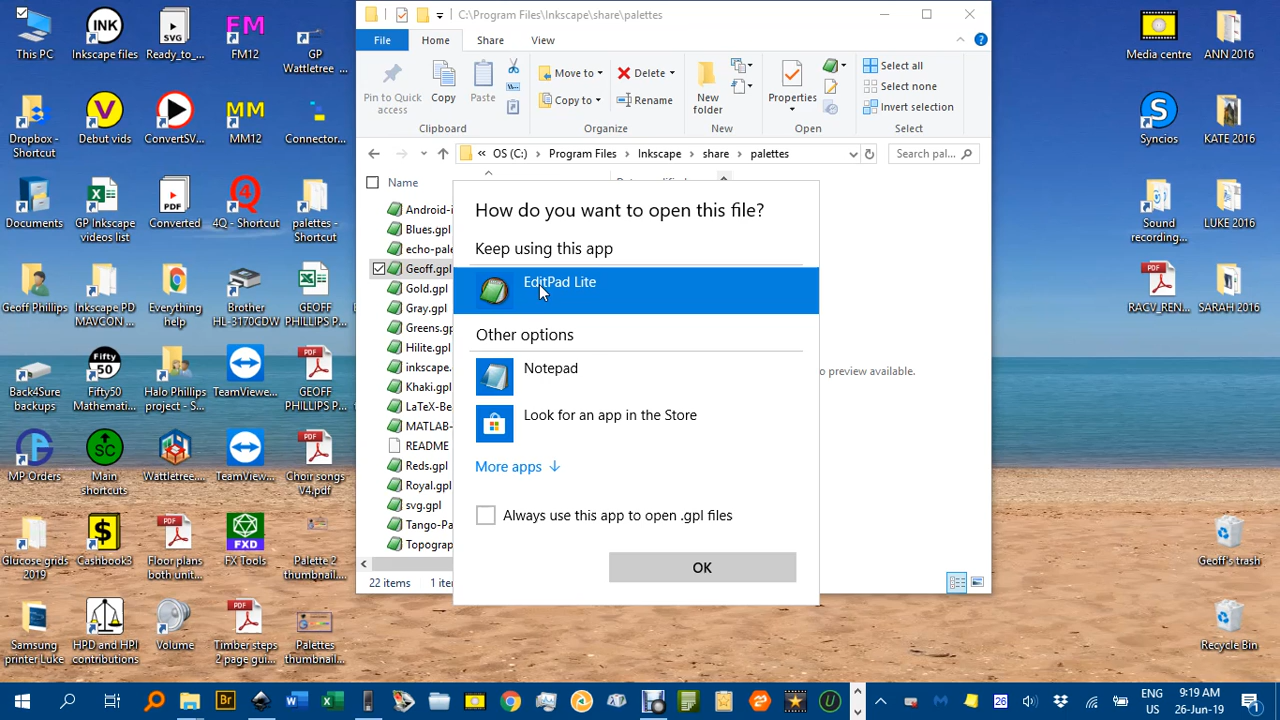 This PC
Inkscape files
Ready_to_...
FM12
GP
Wattletree ...
Dropbox -
Shortcut
Debut vids
ConvertSV...
MM12
Connector...
Documents
GP Inkscape
videos list
Converted
4Q - Shortcut
palettes -
Shortcut
Geoff Phillips
Inkscape PD
MAVCON ...
Everything
help
Brother
HL-3170CDW
GEOFF
PHILLIPS ...
Back4Sure
backups
Fifty50
Mathemati...
Halo Phillips
project - S...
TeamViewe...
GEOFF
PHILLIPS ...
MP Orders
Main
shortcuts
Wattletree....
TeamView...
Choir songs
V4.pdf
Glucose grids
2019
Cashbook3
Floor plans
both unit...
FX Tools
Palette 2
thumbnail...
Samsung
printer Luke
HPD and HPI
contributions
Volume
Timber steps
2 page gui...
Palettes
thumbnail...
C:\Program Files\Inkscape\share\palettes
File
Home
Share
View
Pin to Quick
access
Copy
Paste
Clipboard
Move to
Copy to
Delete
Rename
Organize
New
folder
New
Properties
Open
Select all
Select none
Invert selection
Select
OS (C:)
Program Files
Inkscape
share
palettes
Search pal...
Name
Android-i
Blues.gpl
echo-pale
Geoff.gpl
Gold.gpl
Gray.gpl
Greens.gp
Hilite.gpl
inkscape.
Khaki.gpl
LaTeX-Be
MATLAB-
README
Reds.gpl
Royal.gpl
svg.gpl
Tango-Pa
Topograp
22 items
1 iter
o preview available.
How do you want to open this file?
Keep using this app
EditPad Lite
Other options
Notepad
Look for an app in the Store
More apps
Always use this app to open .gpl files
OK
Media centre
ANN 2016
Syncios
KATE 2016
Sound
recording...
LUKE 2016
RACV_REN...
SARAH 2016
Geoff's trash
Recycle Bin
Br
26
ENG
US
9:19 AM
26-Jun-19